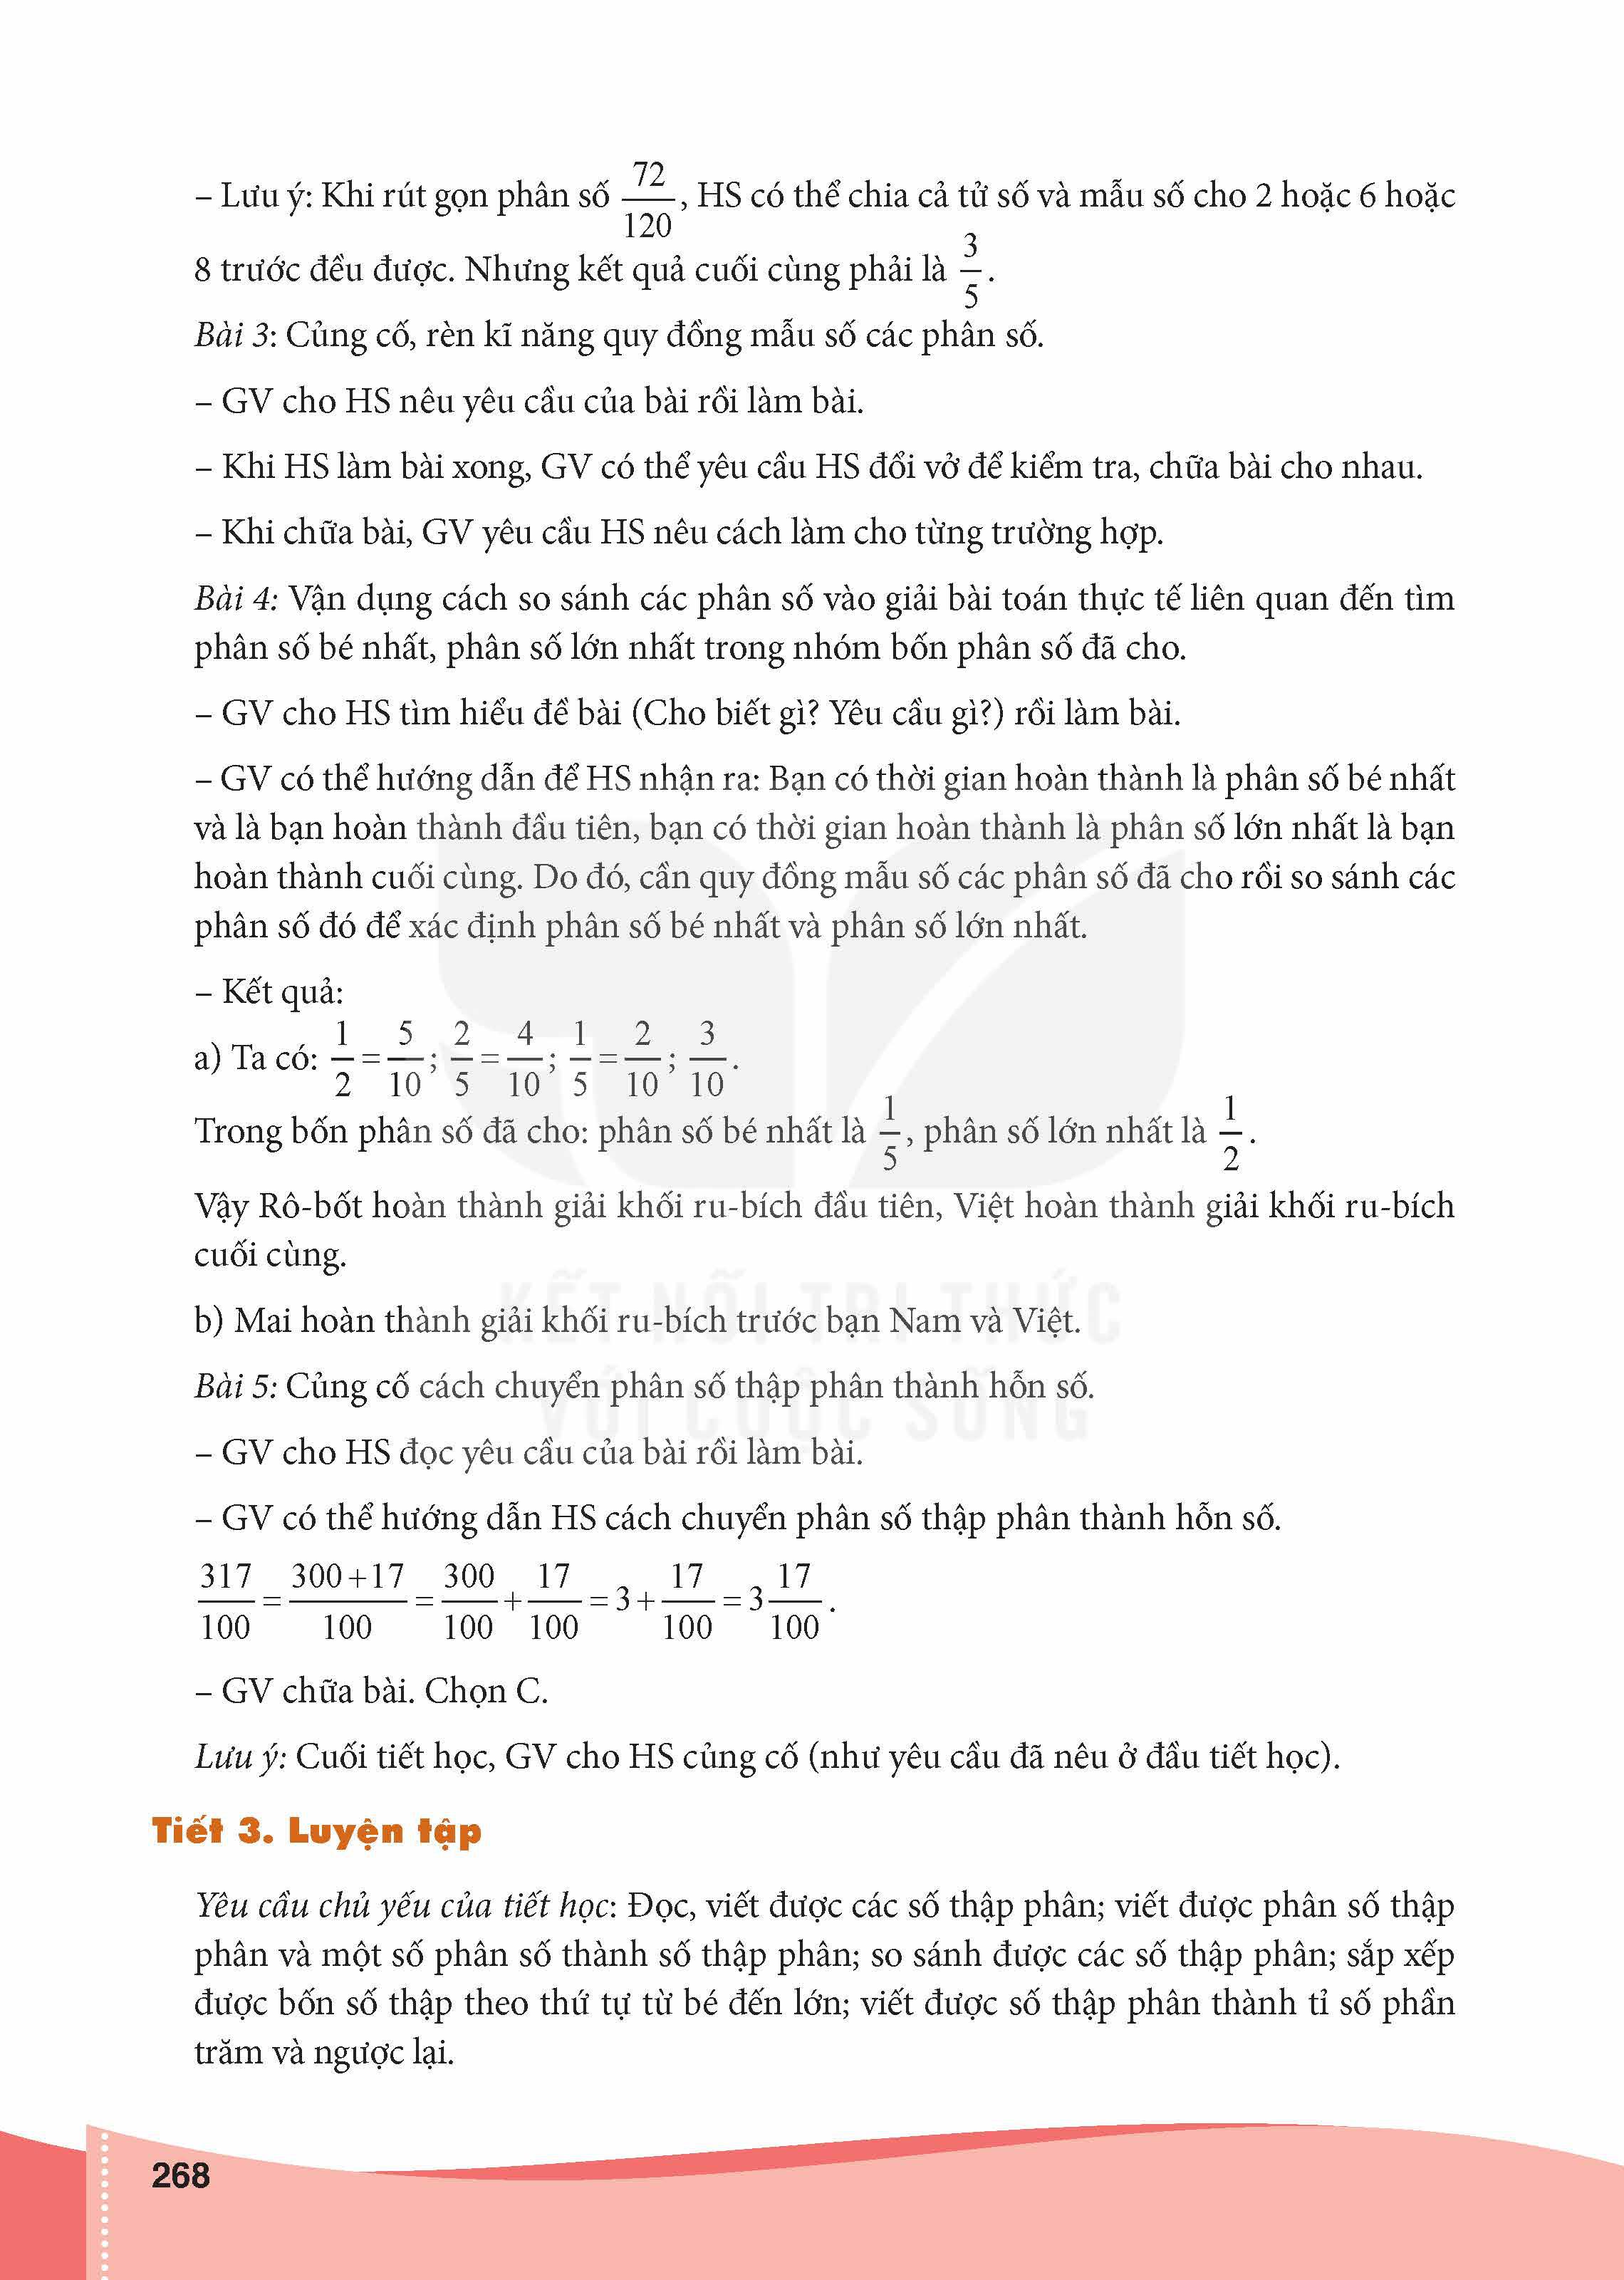 – Lưu ý: Khi rút gọn phân số 72/120, HS có thể chia cả tử số và mẫu số cho 2 hoặc 6 hoặc
8 trước đều được. Nhưng kết quả cuối cùng phải là 3/5.
Bài 3: Củng cố, rèn kĩ năng quy đồng mẫu số các phân số.
– GV cho HS nêu yêu cầu của bài rồi làm bài.
– Khi HS làm bài xong, GV có thể yêu cầu HS đổi vở để kiểm tra, chữa bài cho nhau.
– Khi chữa bài, GV yêu cầu HS nêu cách làm cho từng trường hợp.
Bài 4: Vận dụng cách so sánh các phân số vào giải bài toán thực tế liên quan đến tìm
phân số bé nhất, phân số lớn nhất trong nhóm bốn phân số đã cho.
– GV cho HS tìm hiểu đề bài (Cho biết gì? Yêu cầu gì?) rồi làm bài.
– GV có thể hướng dẫn để HS nhận ra: Bạn có thời gian hoàn thành là phân số bé nhất
và là bạn hoàn thành đầu tiên, bạn có thời gian hoàn thành là phân số lớn nhất là bạn
hoàn thành cuối cùng. Do đó, cần quy đồng mẫu số các phân số đã cho rồi so sánh các
phân số đó để xác định phân số bé nhất và phân số lớn nhất.
– Kết quả:
a) Ta có: 1/2 = 5/10; 2/5 = 4/10; 1/5 = 2/10; 3/10.
Trong bốn phân số đã cho: phân số bé nhất là 1/5, phân số lớn nhất là 1/2.
Vậy Rô-bốt hoàn thành giải khối ru-bích đầu tiên, Việt hoàn thành giải khối ru-bích
cuối cùng.
KẾT NỐI TRI THỨC
b) Mai hoàn thành giải khối ru-bích trước bạn Nam và Việt.
Bài 5: Củng cố cách chuyển phân số thập phân thành hỗn số.
VỚI CUỘC SỐNG
– GV cho HS đọc yêu cầu của bài rồi làm bài.
– GV có thể hướng dẫn HS cách chuyển phân số thập phân thành hỗn số.
317/100 = 300+17/100 = 300/100 + 17/100 = 3 + 17/100 = 3 17/100.
– GV chữa bài. Chọn C.
Lưu ý: Cuối tiết học, GV cho HS củng cố (như yêu cầu đã nêu ở đầu tiết học).
Tiết 3. Luyện tập
Yêu cầu chủ yếu của tiết học: Đọc, viết được các số thập phân; viết được phân số thập
phân và một số phân số thành số thập phân; so sánh được các số thập phân; sắp xếp
được bốn số thập theo thứ tự từ bé đến lớn; viết được số thập phân thành tỉ số phần
trăm và ngược lại.
268